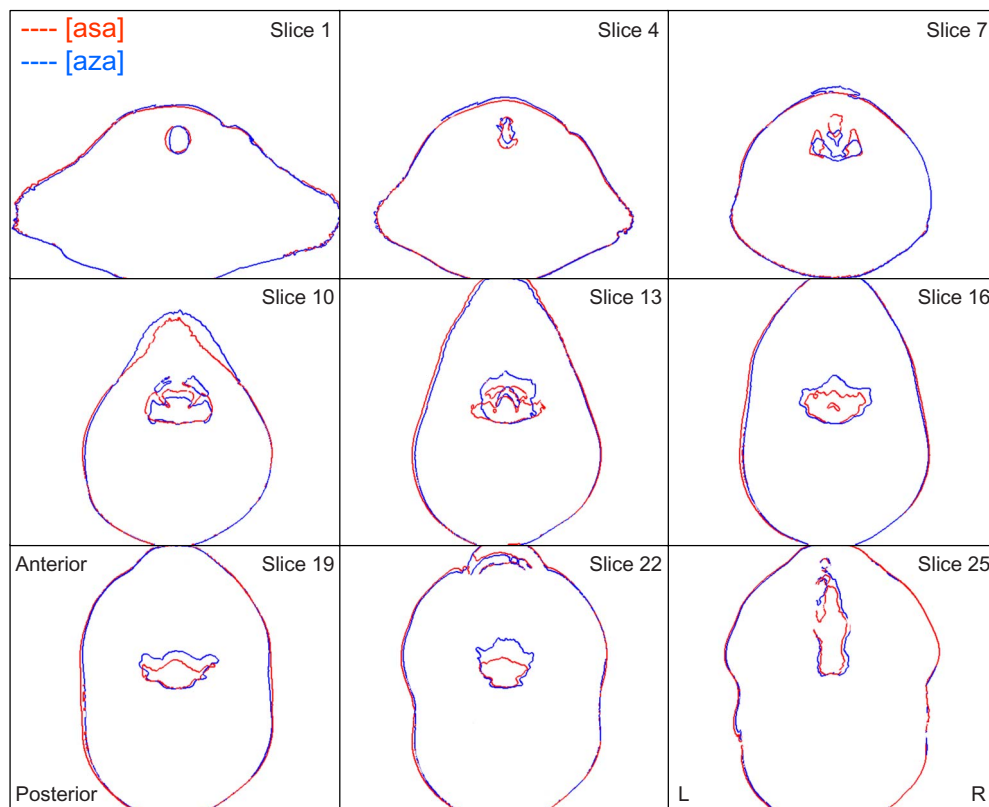 ---- [asa]
---- [aza]
Slice 1
Slice 4
Slice 7
Slice 10
Slice 13
Slice 16
Anterior
Slice 19
Slice 22
Slice 25
Posterior
L
R